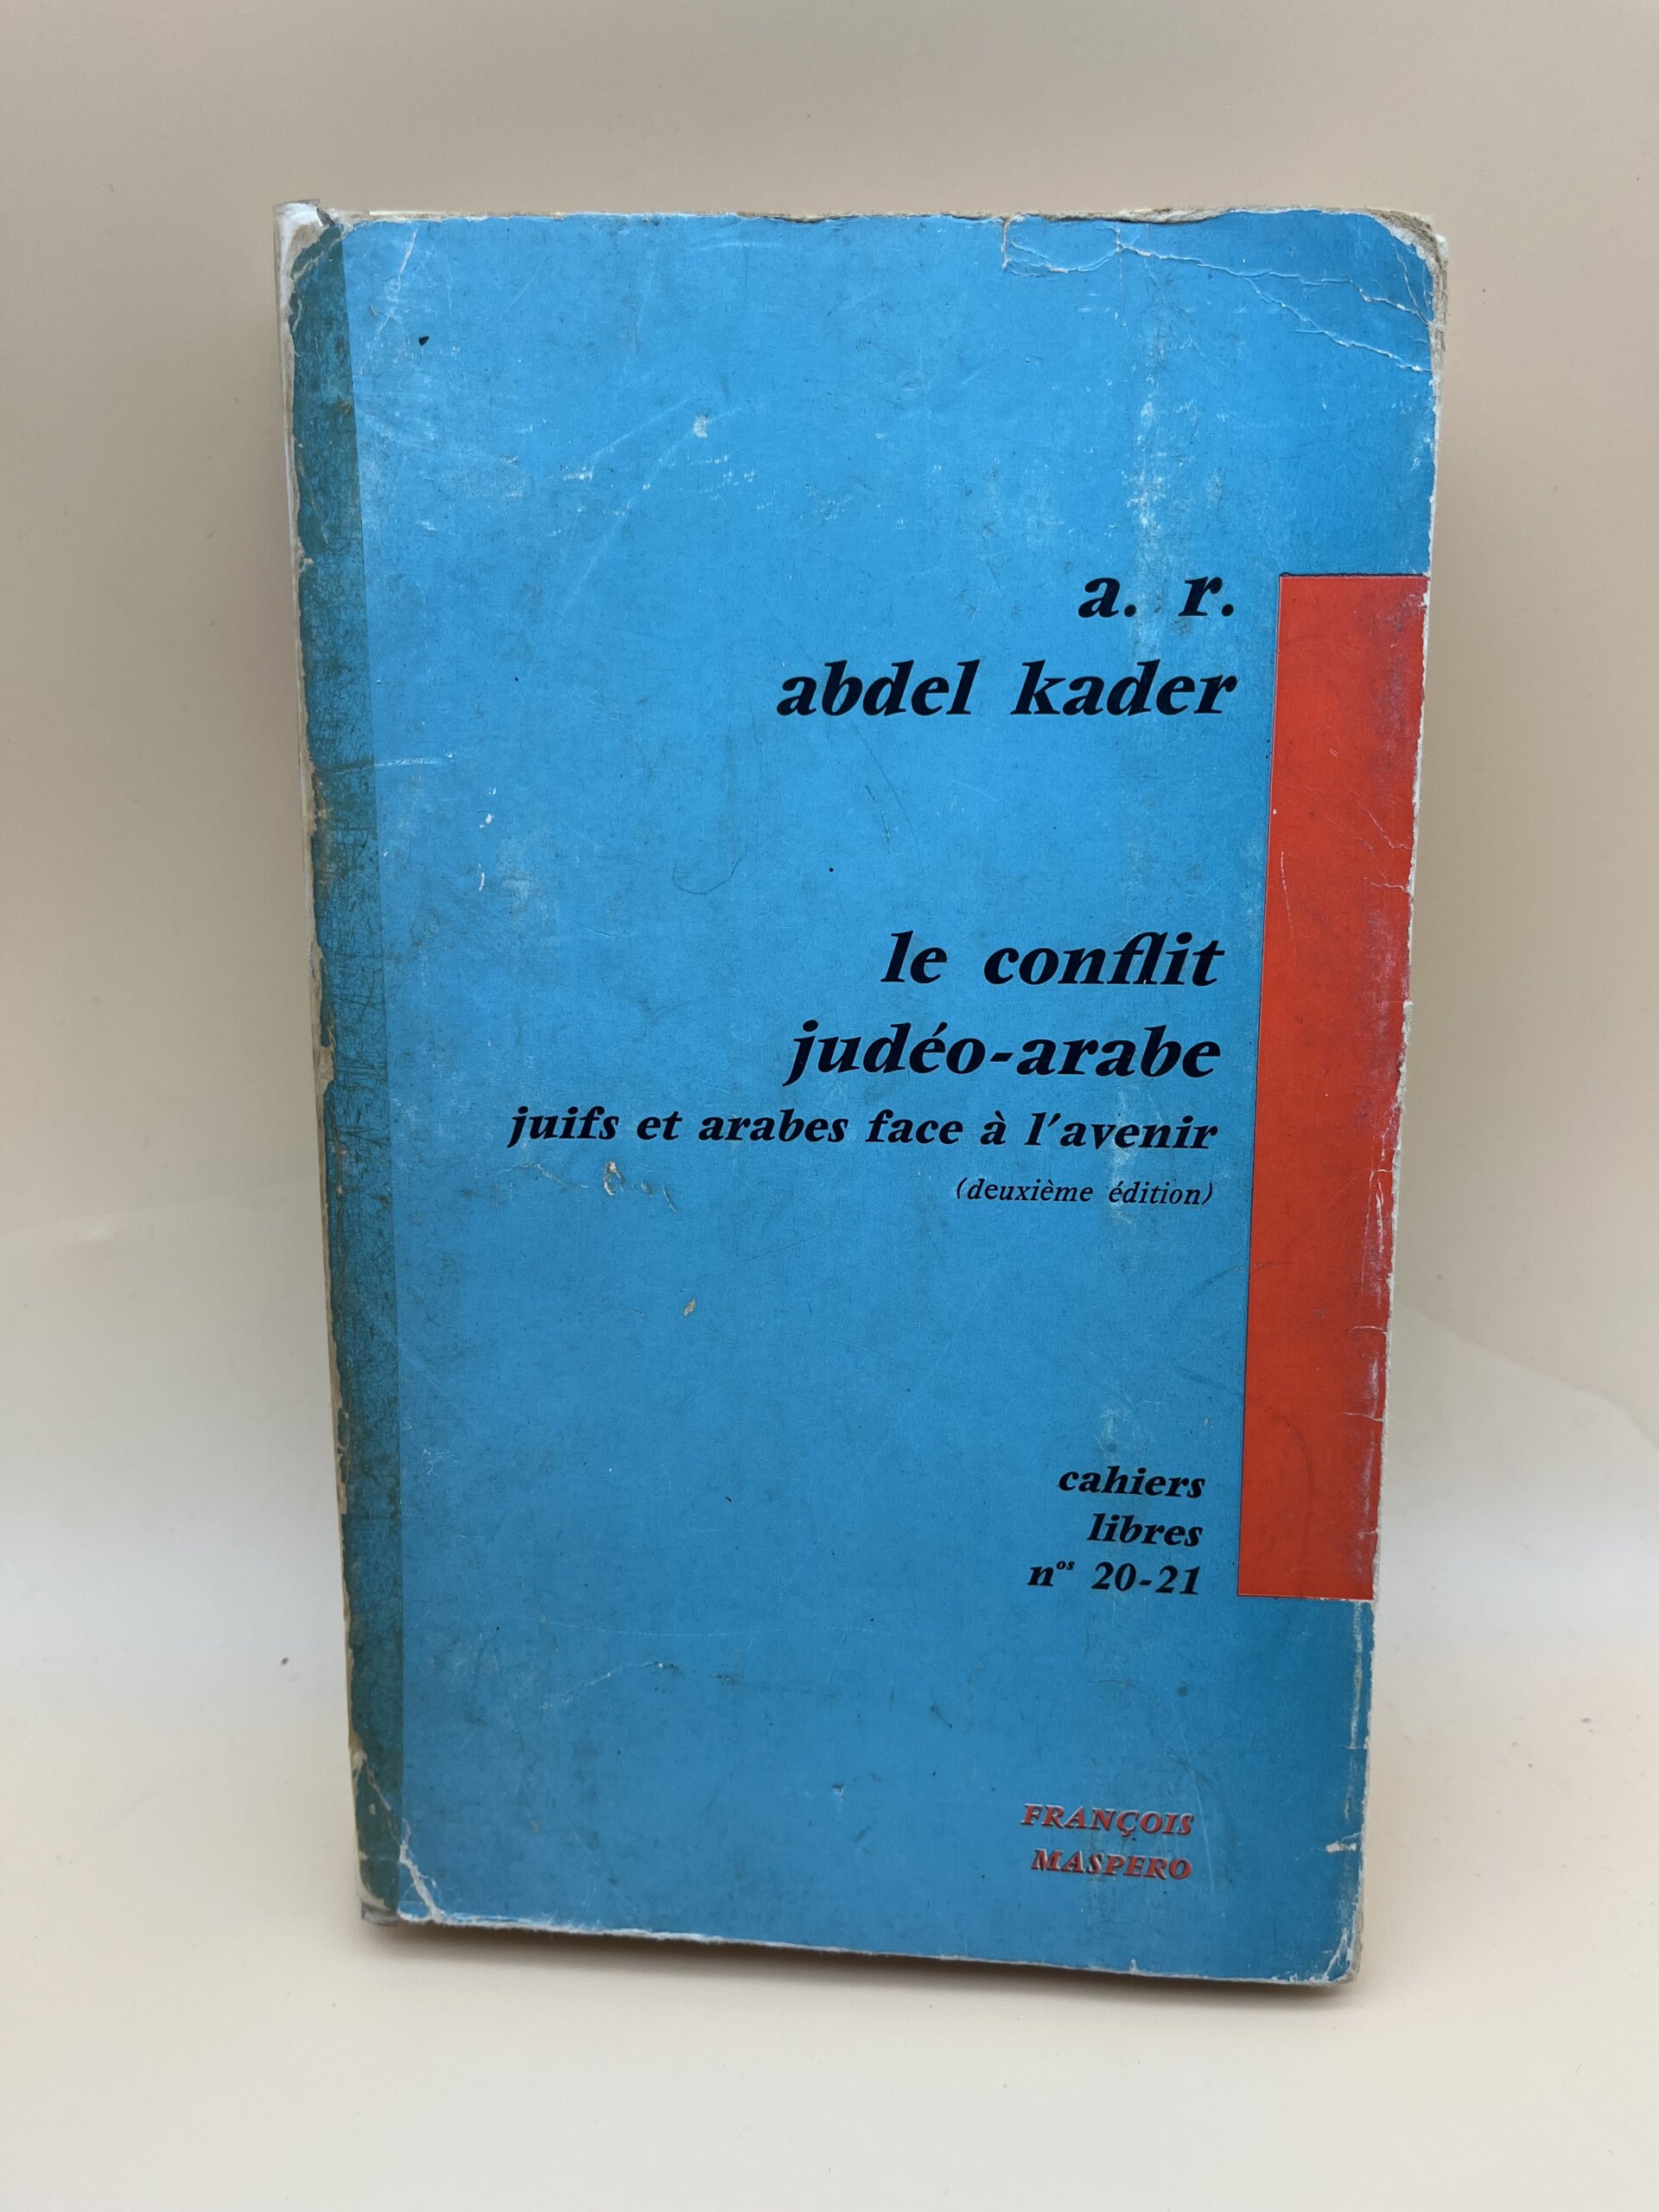 a. r.
abdel kader
le conflit
judéo-arabe
juifs et arabes face à l'avenir
(deuxième édition)
cahiers
libres
nos 20-21
FRANÇOIS
MASPERO